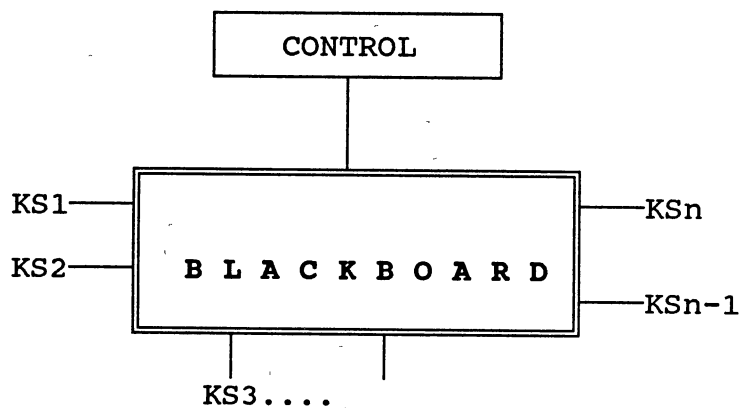 CONTROL
KS1
KSn
KS2
B L A C K B O A R D
KSn-1
KS3....